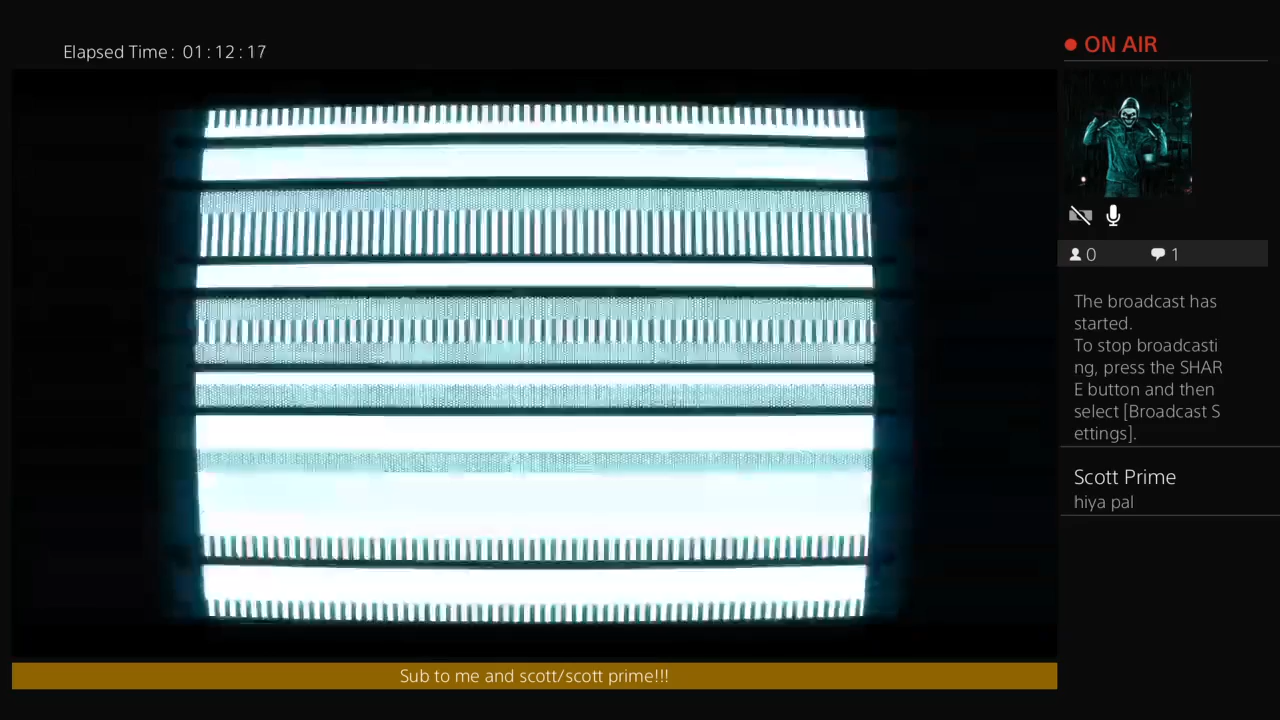 Elapsed Time: 01:12:17
ON AIR
0
1
The broadcast has
started.
To stop broadcasti
ng, press the SHAR
E button and then
select [Broadcast S
ettings].
Scott Prime
hiya pal
Sub to me and scott/scott prime!!!